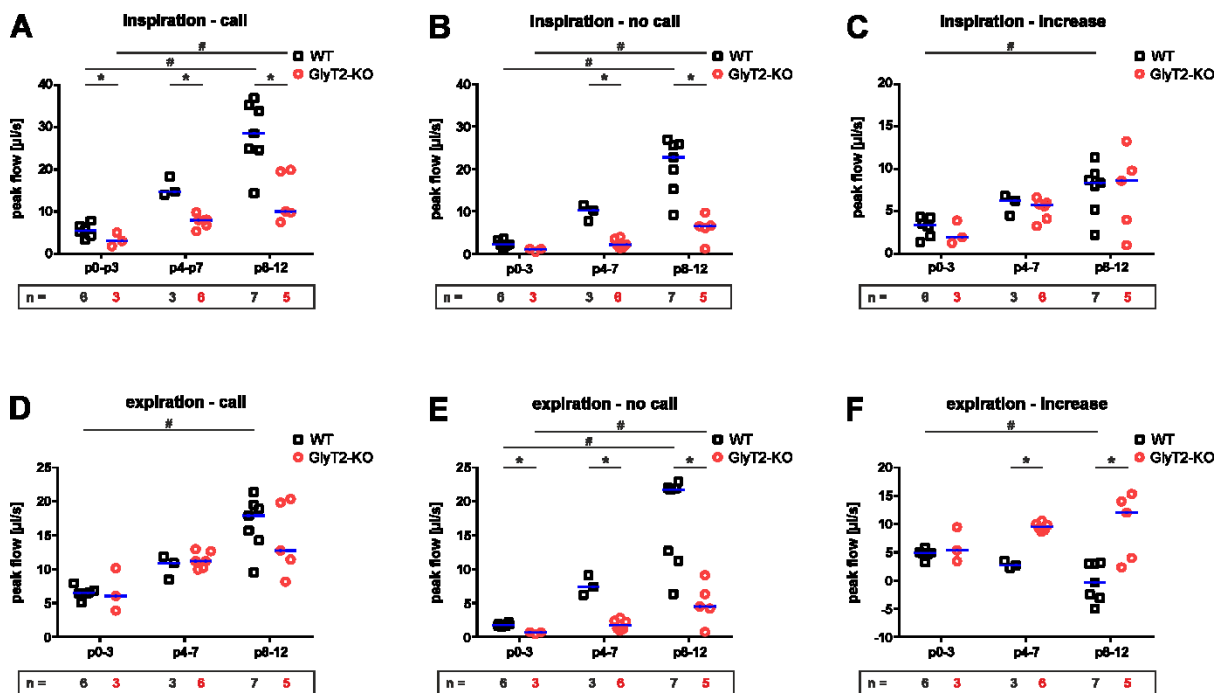 A
Inspiration - call
#
#
*
*
*
WT
GlyT2-KO
peak flow [µl/s]
40
30
20
10
0
p0-p3
p4-p7
p8-12
n = 6 3 3 6 7 5
B
Inspiration - no call
#
#
*
*
WT
GlyT2-KO
peak flow [µl/s]
40
30
20
10
0
p0-3
p4-7
p8-12
n = 6 3 3 6 7 5
C
Inspiration - Increase
#
WT
GlyT2-KO
peak flow [µl/s]
20
15
10
5
0
p0-3
p4-7
p8-12
n = 6 3 3 6 7 5
D
expiration - call
#
WT
GlyT2-KO
peak flow [µl/s]
25
20
15
10
5
0
p0-3
p4-7
p8-12
n = 6 3 3 6 7 5
E
expiration - no call
#
#
*
*
*
WT
GlyT2-KO
peak flow [µl/s]
25
20
15
10
5
0
p0-3
p4-7
p8-12
n = 6 3 3 6 7 5
F
expiration - Increase
#
*
*
WT
GlyT2-KO
peak flow [µl/s]
20
15
10
5
0
-5
-10
p0-3
p4-7
p8-12
n = 6 3 3 6 7 5